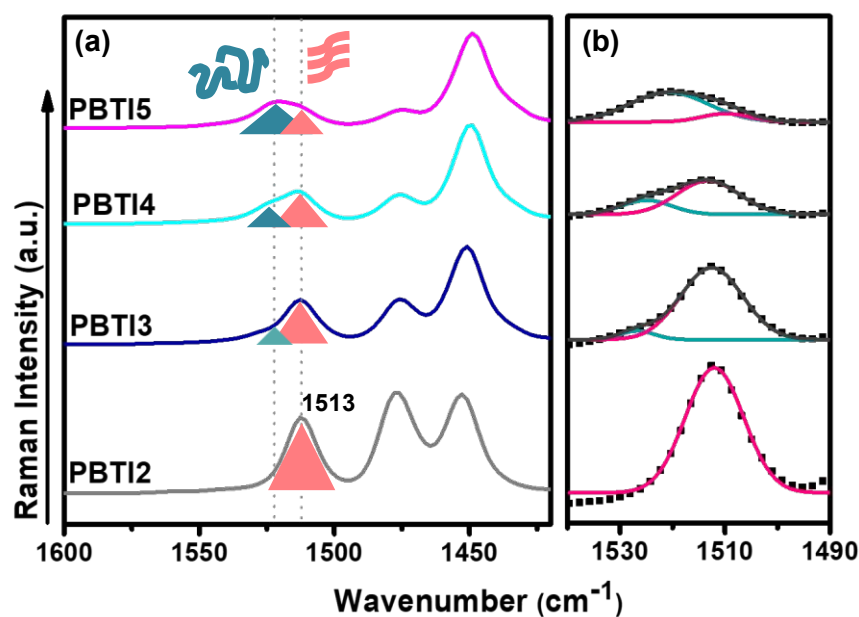 (a)
(b)
PBTI5
PBTI4
PBTI3
1513
PBTI2
Raman Intensity (a.u.)
1600
1550
1500
1450
1530
1510
1490
Wavenumber (cm⁻¹)